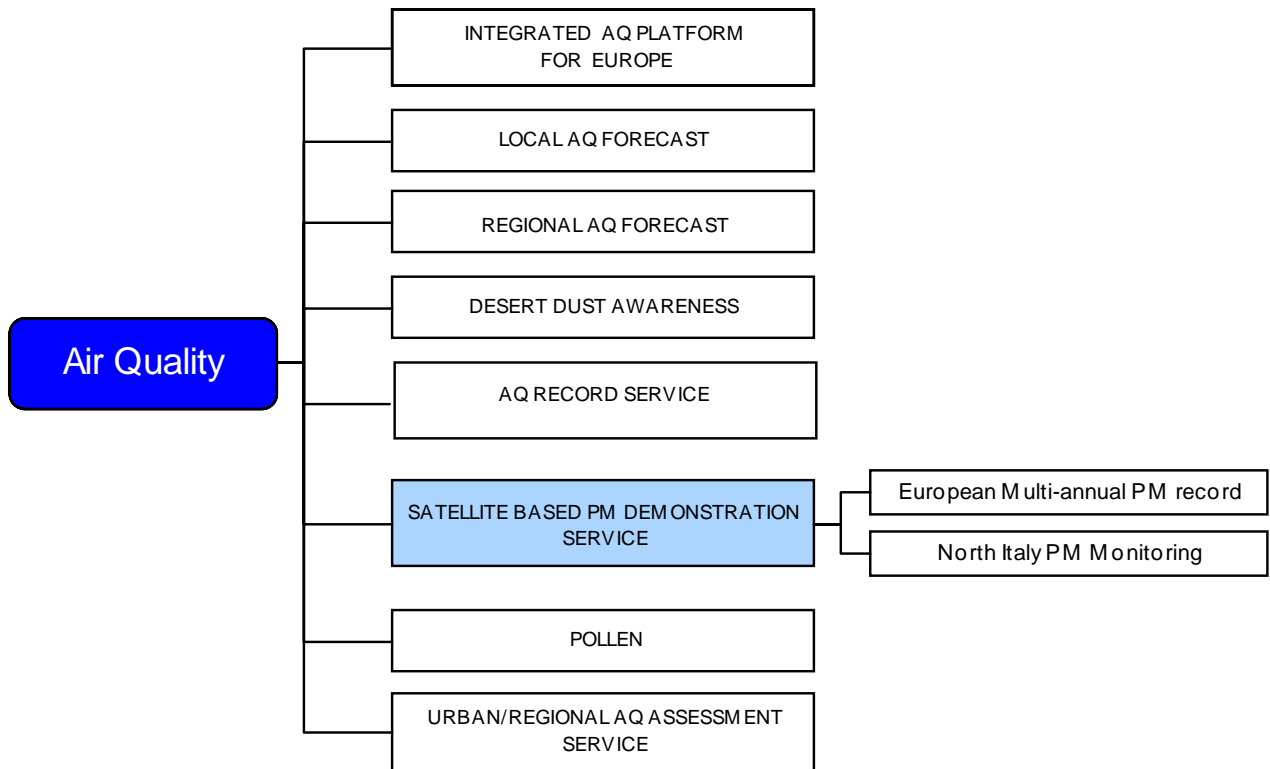 INTEGRATED AQ PLATFORM
FOR EUROPE
LOCAL AQ FORECAST
REGIONAL AQ FORECAST
DESERT DUST AWARENESS
Air Quality
AQ RECORD SERVICE
SATELLITE BASED PM DEMONSTRATION
SERVICE
European Multi-annual PM record
North Italy PM Monitoring
POLLEN
URBAN/REGIONAL AQ ASSESSMENT
SERVICE